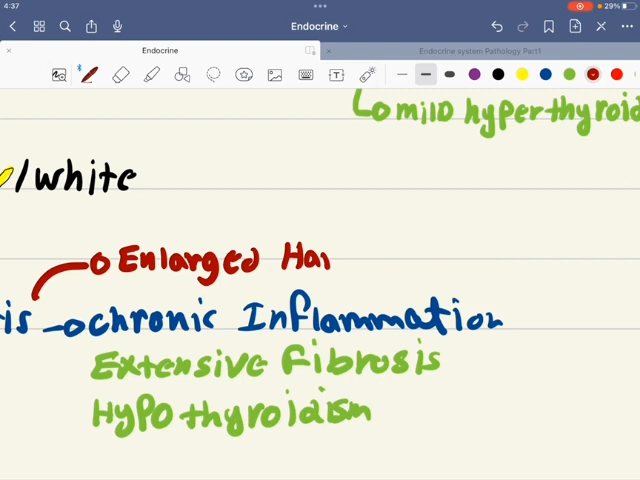 4:37
29%
Endocrine
Endocrine
Endocrine system Pathology Part1
mild hyperthyroid
/white
Enlarged Har
is chronic Inflammation
Extensive Fibrosis
Hypothyroidism